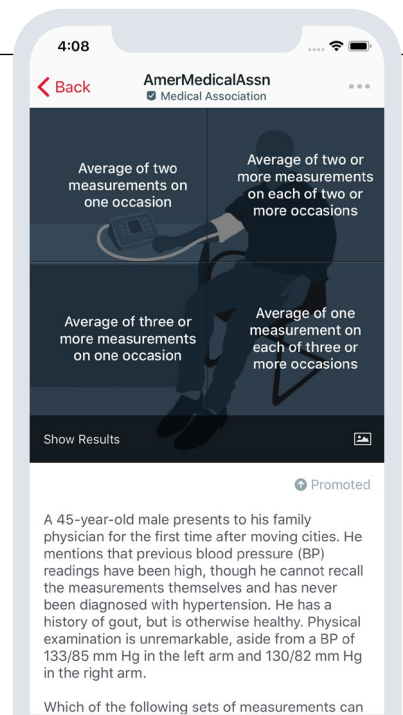 4:08
Back
AmerMedicalAssn
Medical Association
Average of two
measurements on
one occasion
Average of two or
more measurements
on each of two or
more occasions
Average of three or
more measurements
on one occasion
Average of one
measurement on
each of three or
more occasions
Show Results
Promoted
A 45-year-old male presents to his family
physician for the first time after moving cities. He
mentions that previous blood pressure (BP)
readings have been high, though he cannot recall
the measurements themselves and has never
been diagnosed with hypertension. He has a
history of gout, but is otherwise healthy. Physical
examination is unremarkable, aside from a BP of
133/85 mm Hg in the left arm and 130/82 mm Hg
in the right arm.
Which of the following sets of measurements can